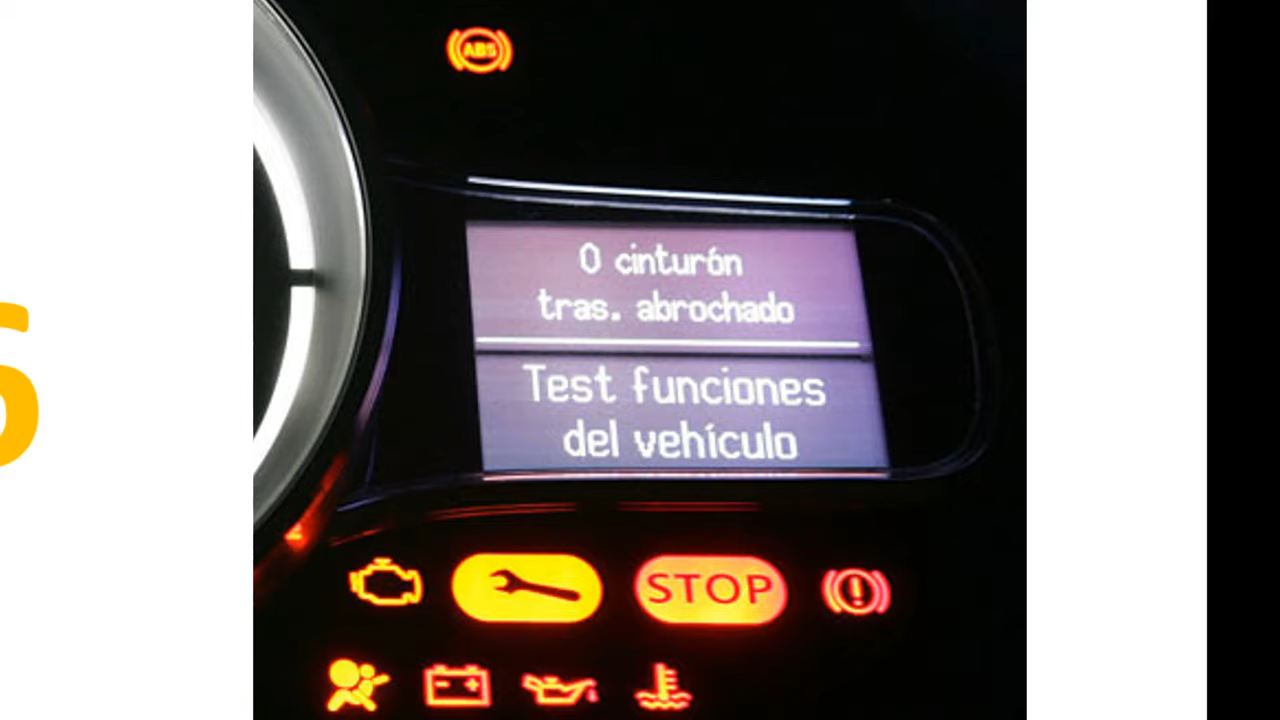 ABS
0 cinturón
tras. abrochado
Test funciones
del vehículo
STOP